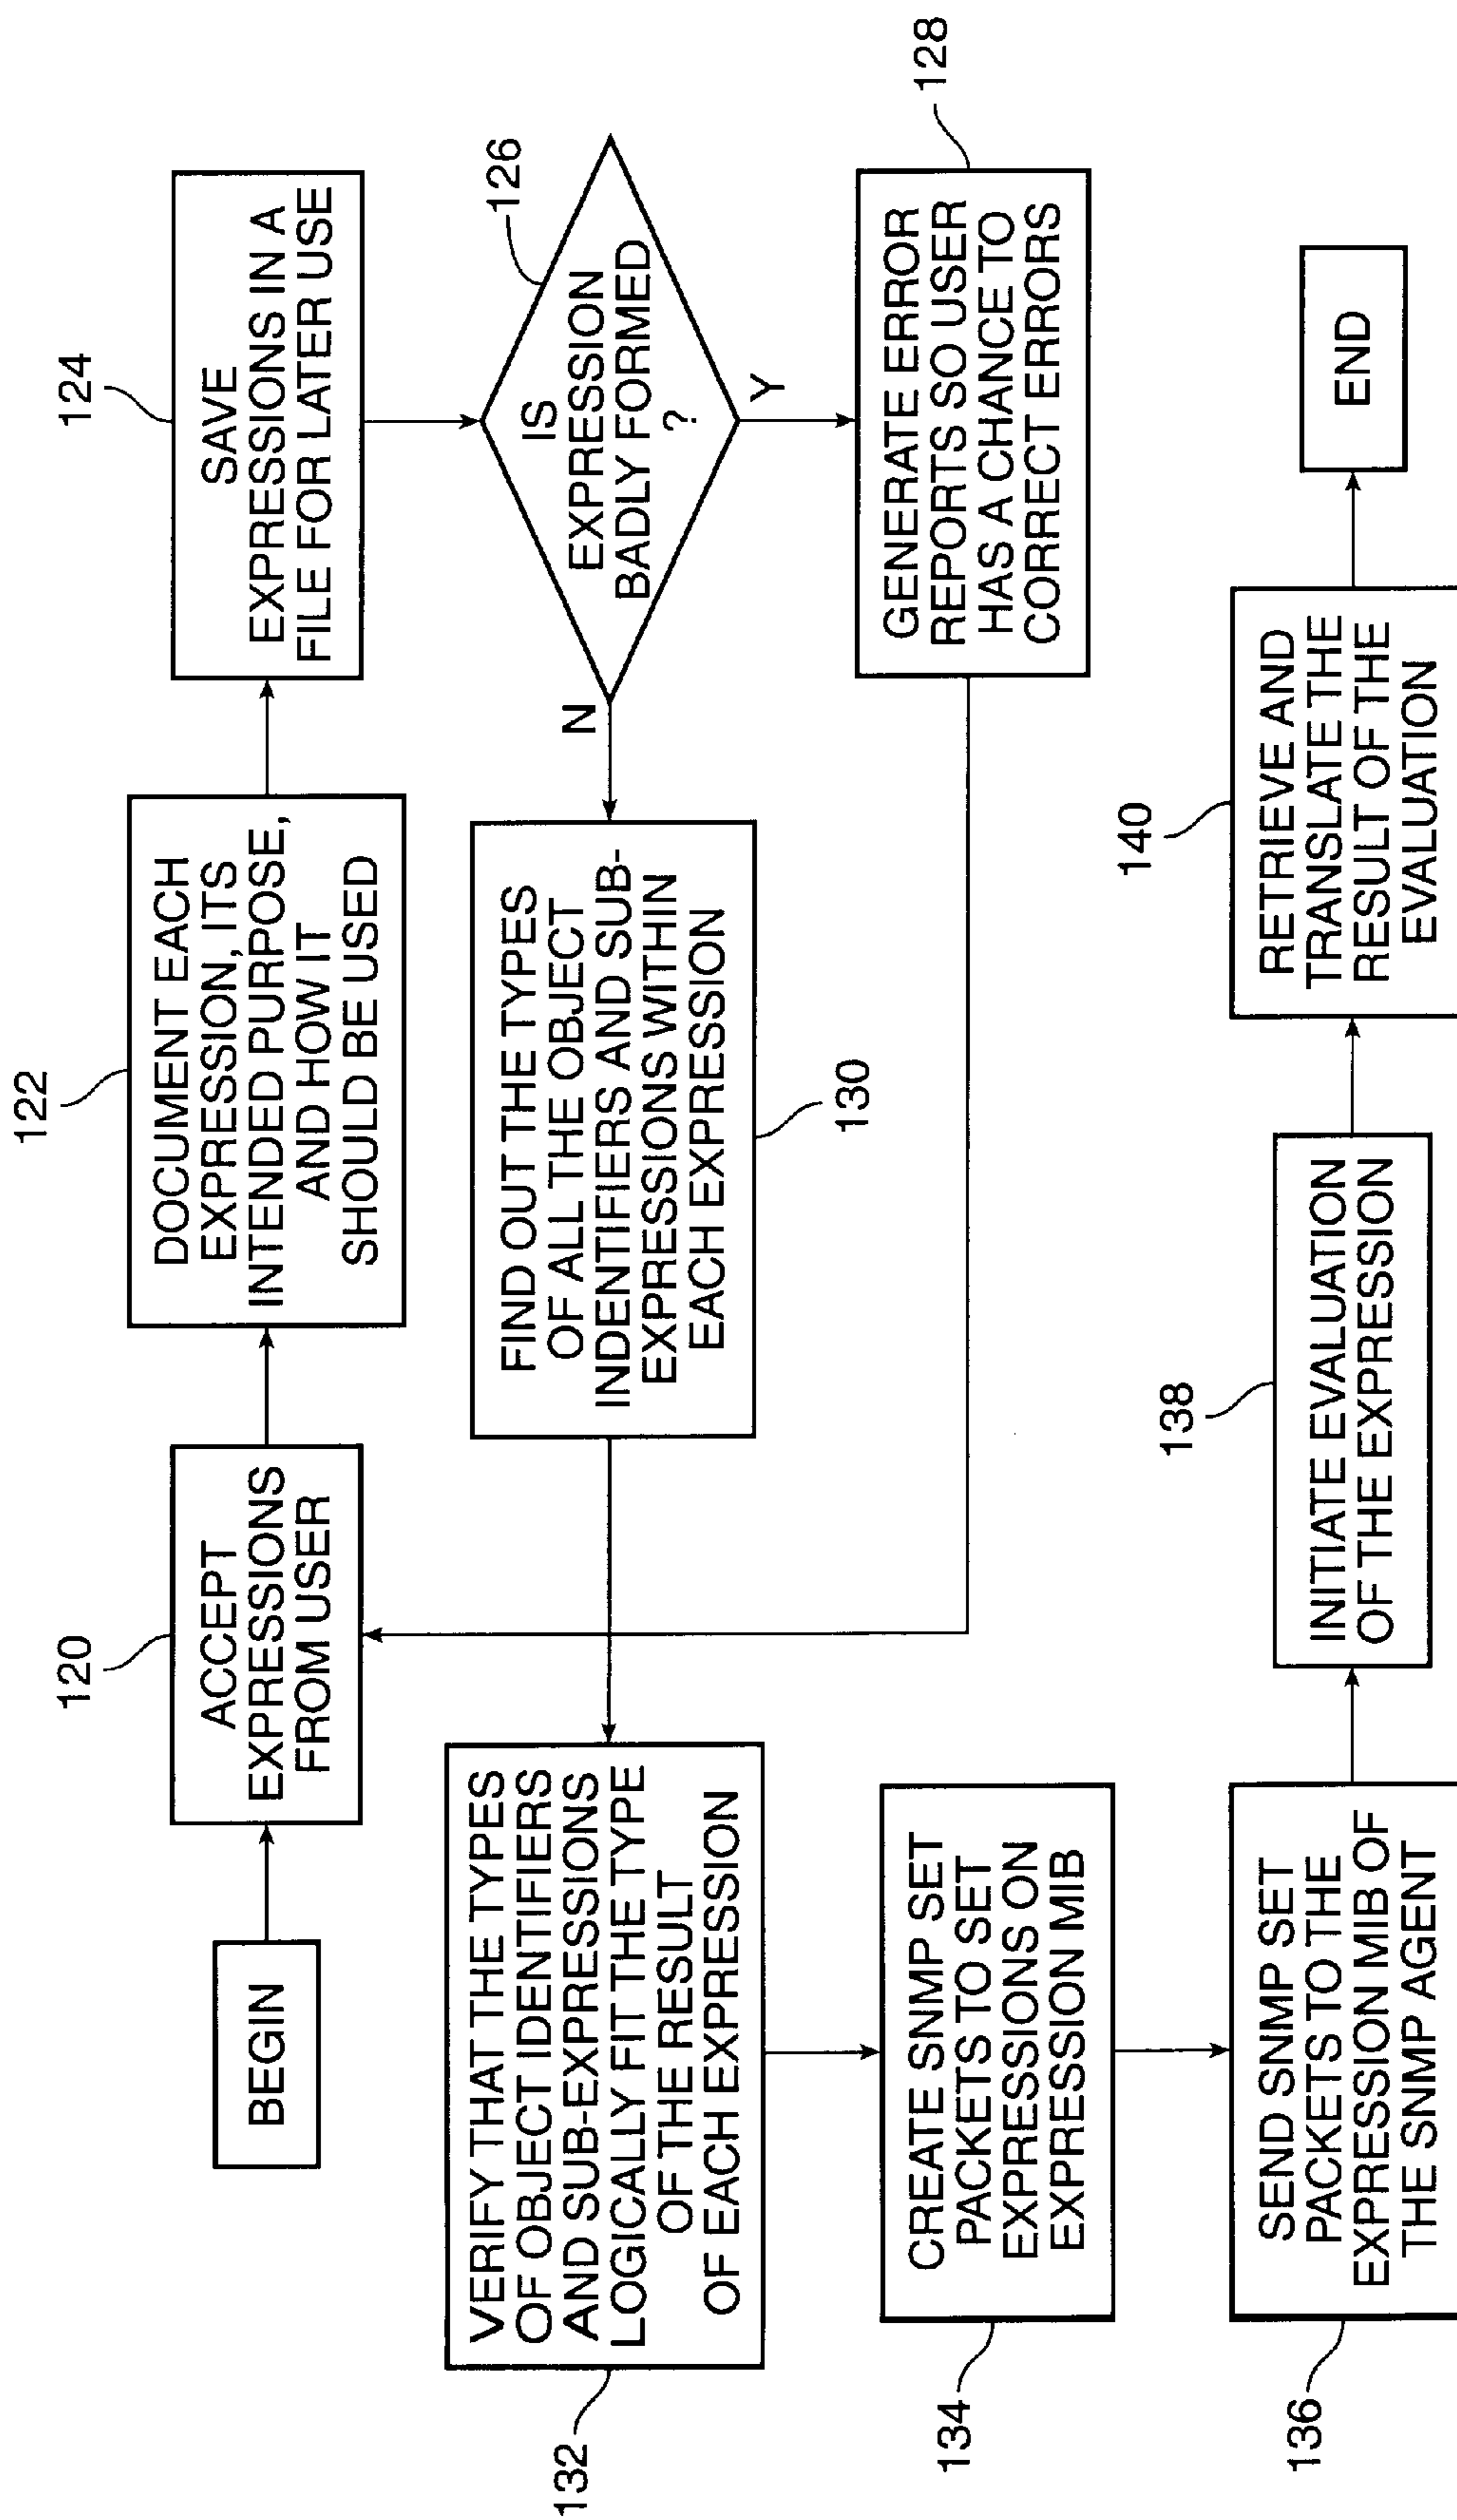 BEGIN
120
ACCEPT
EXPRESSIONS
FROM USER
122
DOCUMENT EACH
EXPRESSION, ITS
INTENDED PURPOSE,
AND HOW IT
SHOULD BE USED
124
SAVE
EXPRESSIONS IN A
FILE FOR LATER USE
126
IS
EXPRESSION
BADLY FORMED
?
N
Y
128
GENERATE ERROR
REPORTS SO USER
HAS A CHANCE TO
CORRECT ERRORS
FIND OUT THE TYPES
OF ALL THE OBJECT
INDENTIFIERS AND SUB-
EXPRESSIONS WITHIN
EACH EXPRESSION
130
VERIFY THAT THE TYPES
OF OBJECT IDENTIFIERS
AND SUB-EXPRESSIONS
LOGICALLY FIT THE TYPE
OF THE RESULT
OF EACH EXPRESSION
132
CREATE SNMP SET
PACKETS TO SET
EXPRESSIONS ON
EXPRESSION MIB
134
SEND SNMP SET
PACKETS TO THE
EXPRESSION MIB OF
THE SNMP AGENT
136
138
INITIATE EVALUATION
OF THE EXPRESSION
140
RETRIEVE AND
TRANSLATE THE
RESULT OF THE
EVALUATION
END